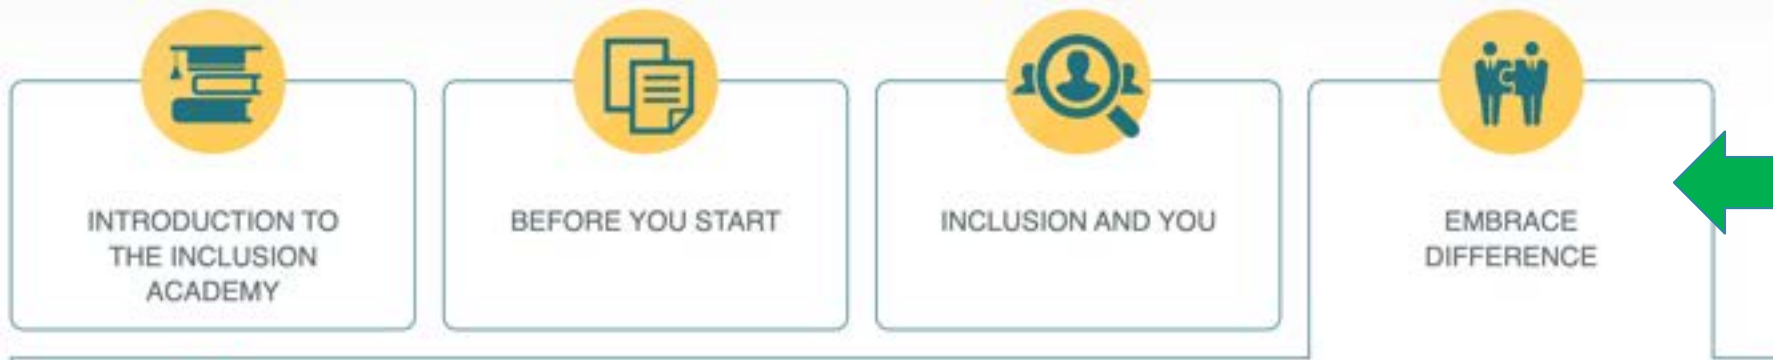 INTRODUCTION TO
THE INCLUSION
ACADEMY
BEFORE YOU START
INCLUSION AND YOU
EMBRACE
DIFFERENCE